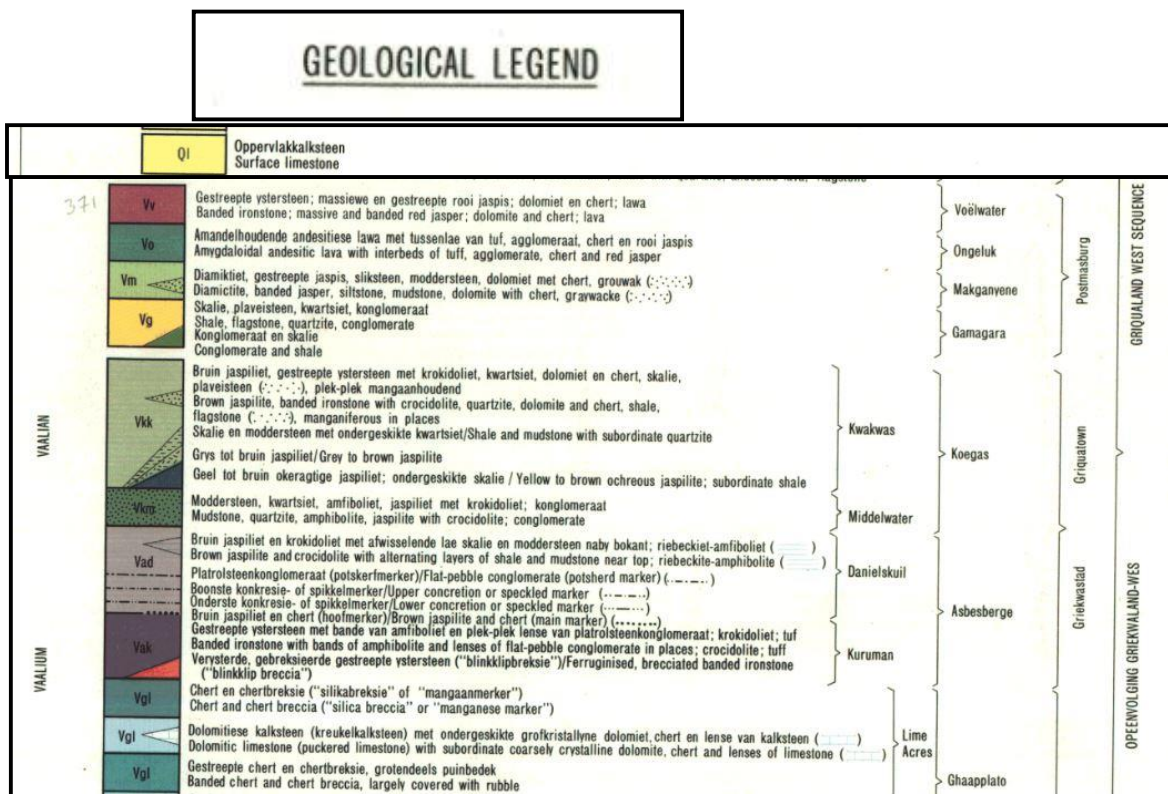 GEOLOGICAL LEGEND
Ql
Oppervlakkalksteen
Surface limestone
371
Vv
Gestreepte ystersteen; massiewe en gestreepte rooi jaspis; dolomiet en chert; lawa
Banded ironstone; massive and banded red jasper; dolomite and chert; lava
Voëlwater
Vo
Amandelhoudende andesitiese lawa met tussenlae van tuf, agglomeraat, chert en rooi jaspis
Amygdaloidal andesitic lava with interbeds of tuff, agglomerate, chert and red jasper
Ongeluk
Vm
Diamiktiet, gestreepte jaspis, sliksteen, moddersteen, dolomiet met chert, grouwak
Diamictite, banded jasper, siltstone, mudstone, dolomite with chert, graywacke
Makganyene
Vg
Skalie, plaveisteen, kwartsiet, konglomeraat
Shale, flagstone, quartzite, conglomerate
Konglomeraat en skalie
Conglomerate and shale
Gamagara
Postmasburg
Vkk
Bruin jaspiliet, gestreepte ystersteen met krokidoliet, kwartsiet, dolomiet en chert, skalie,
plaveisteen, plek-plek mangaanhoudend
Brown jaspilite, banded ironstone with crocidolite, quartzite, dolomite and chert, shale,
flagstone, manganiferous in places
Skalie en moddersteen met ondergeskikte kwartsiet/Shale and mudstone with subordinate quartzite
Grys tot bruin jaspiliet/Grey to brown jaspilite
Geel tot bruin okeragtige jaspiliet; ondergeskikte skalie / Yellow to brown ochreous jaspilite; subordinate shale
Kwakwas
Koegas
Vkm
Moddersteen, kwartsiet, amfiboliet, jaspiliet met krokidoliet; konglomeraat
Mudstone, quartzite, amphibolite, jaspilite with crocidolite; conglomerate
Middelwater
Griquatown
Vad
Bruin jaspiliet en krokidoliet met afwisselende lae skalie en moddersteen naby bokant; riebeckiet-amfiboliet
Brown jaspilite and crocidolite with alternating layers of shale and mudstone near top; riebeckite-amphibolite
Platrolsteenkonglomeraat (potskerfmerker)/Flat-pebble conglomerate (potsherd marker)
Boonste konkresie- of spikkelmerker/Upper concretion or speckled marker
Onderste konkresie- of spikkelmerker/Lower concretion or speckled marker
Bruin jaspiliet en chert (hoofmerker)/Brown jaspilite and chert (main marker)
Danielskuil
Asbesberge
Griekwastad
Vak
Gestreepte ystersteen met bande van amfiboliet en plek-plek lense van platrolsteenkonglomeraat; krokidoliet; tuf
Banded ironstone with bands of amphibolite and lenses of flat-pebble conglomerate in places; crocidolite; tuff
Verysterde, gebreksieerde gestreepte ystersteen ("blinkklipbreksie")/Ferruginised, brecciated banded ironstone
("blinkklip breccia")
Kuruman
Vgl
Chert en chertbreksie ("silikabreksie" of "mangaanmerker")
Chert and chert breccia ("silica breccia" or "manganese marker")
Vgl
Dolomitiese kalksteen (kreukelkalksteen) met ondergeskikte grofkristallyne dolomiet, chert en lense van kalksteen
Dolomitic limestone (puckered limestone) with subordinate coarsely crystalline dolomite, chert and lenses of limestone
Lime
Acres
Vgl
Gestreepte chert en chertbreksie, grotendeels puinbedek
Banded chert and chert breccia, largely covered with rubble
Ghaapplato
VAALIAN
VAALIUM
GRIQUALAND WEST SEQUENCE
OPEENVOLGING GRIEKWALAND-WES